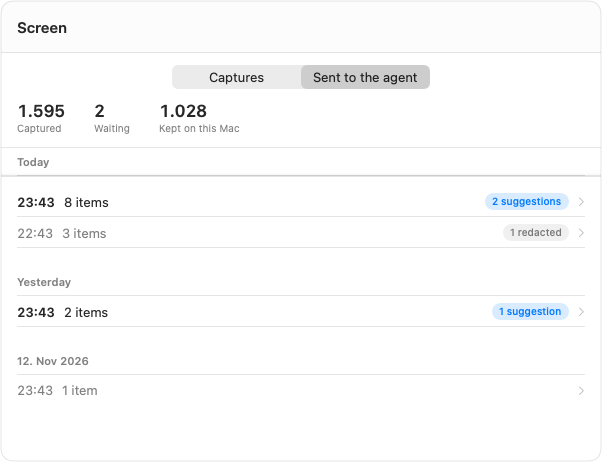 Screen
Captures Sent to the agent
1.595 2 1.028
Captured Waiting Kept on this Mac
Today
23:43 8 items 2 suggestions
22:43 3 items 1 redacted
Yesterday
23:43 2 items 1 suggestion
12. Nov 2026
23:43 1 item